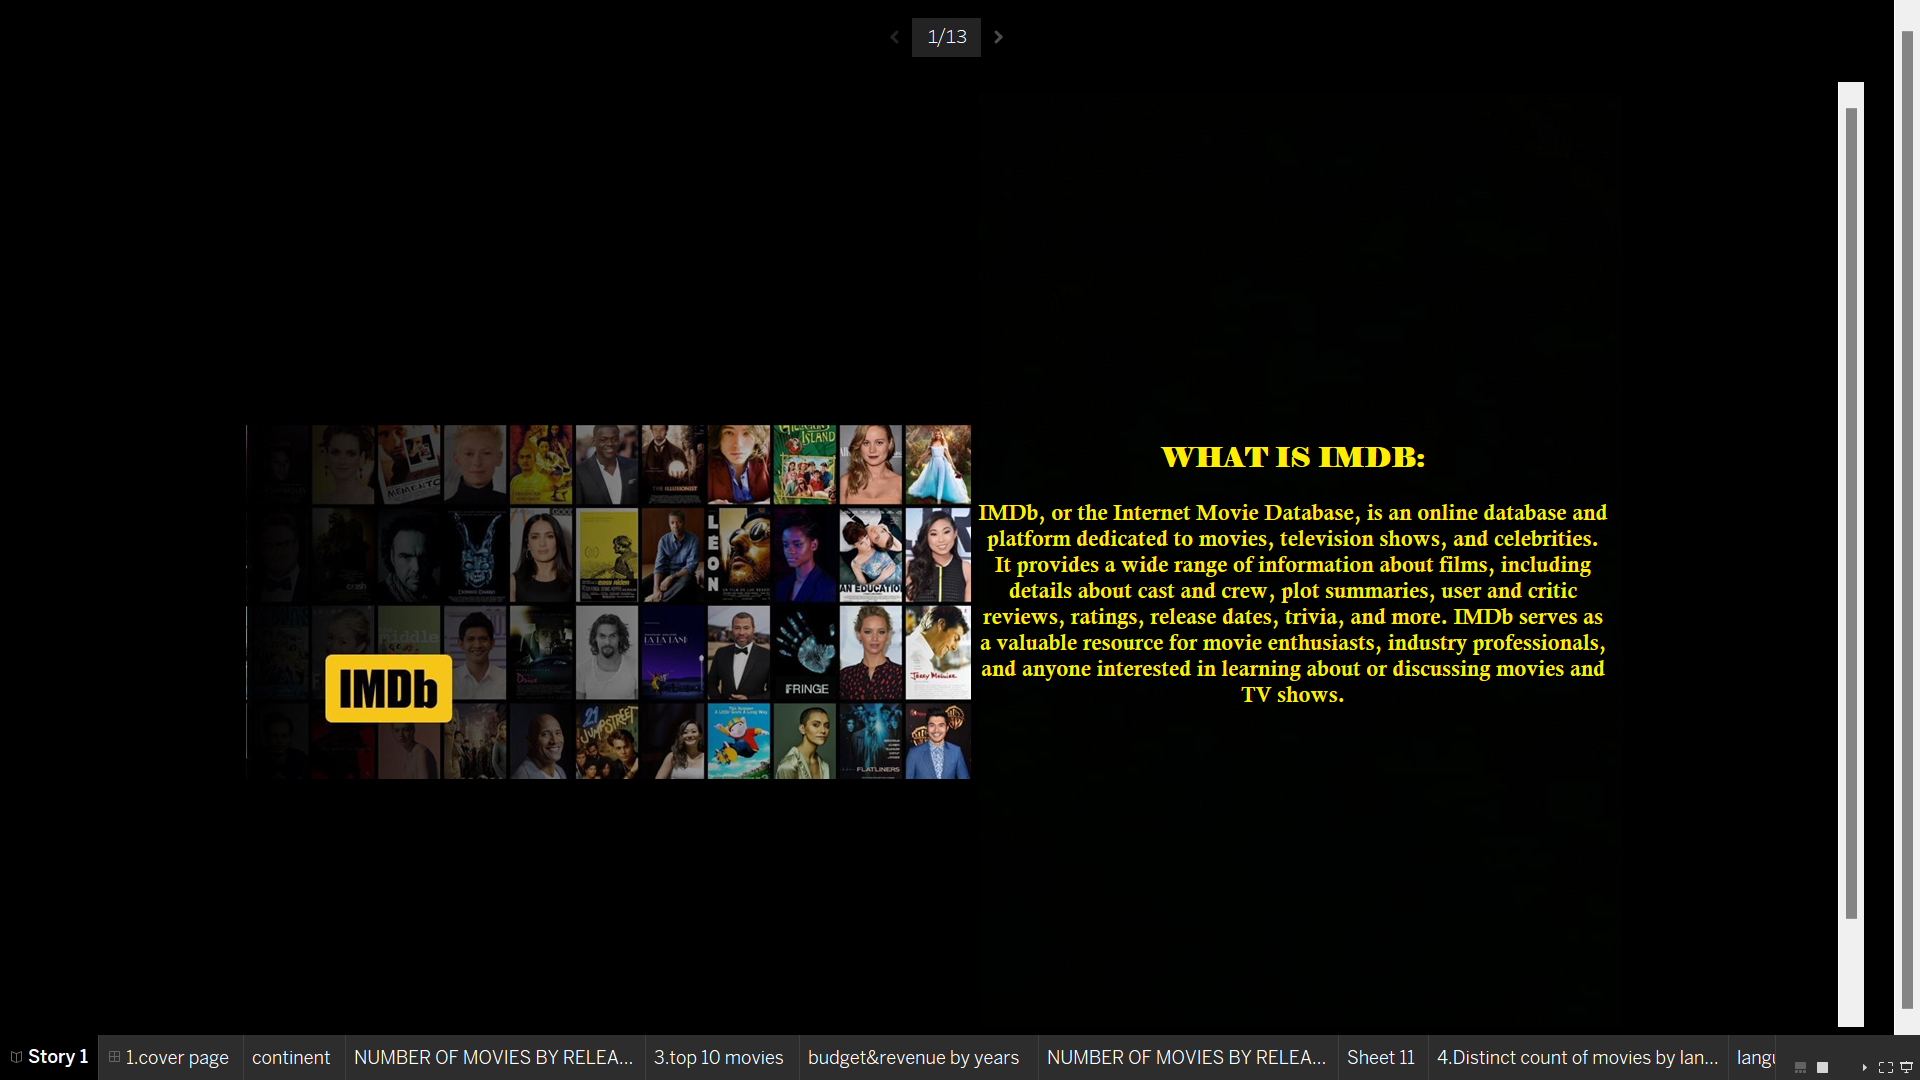 1/13
ISLAND
MEMENTO
THE ILLUSIONIST
LÉON
AN EDUCATION
easy rider
DONNIE DARKO
LA LA LAND
FRINGE
Jerry Maguire
IMDb
21
JUMP STREET
FLATLINERS
WHAT IS IMDB:
IMDb, or the Internet Movie Database, is an online database and
platform dedicated to movies, television shows, and celebrities.
It provides a wide range of information about films, including
details about cast and crew, plot summaries, user and critic
reviews, ratings, release dates, trivia, and more. IMDb serves as
a valuable resource for movie enthusiasts, industry professionals,
and anyone interested in learning about or discussing movies and
TV shows.
Story 1
1.cover page
continent
NUMBER OF MOVIES BY RELEA...
3.top 10 movies
budget&revenue by years
NUMBER OF MOVIES BY RELEA...
Sheet 11
4.Distinct count of movies by lan...